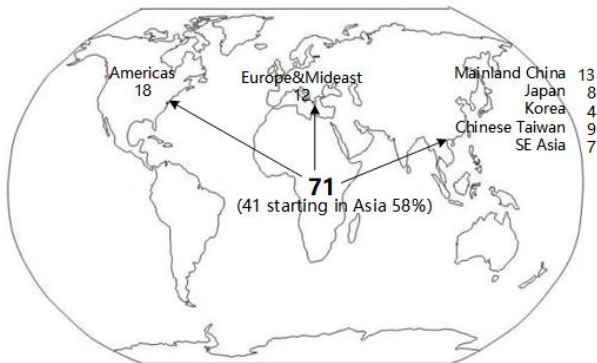 Americas
18
Europe&Mideast
12
Mainland China 13
Japan 8
Korea 4
Chinese Taiwan 9
SE Asia 7
71
(41 starting in Asia 58%)